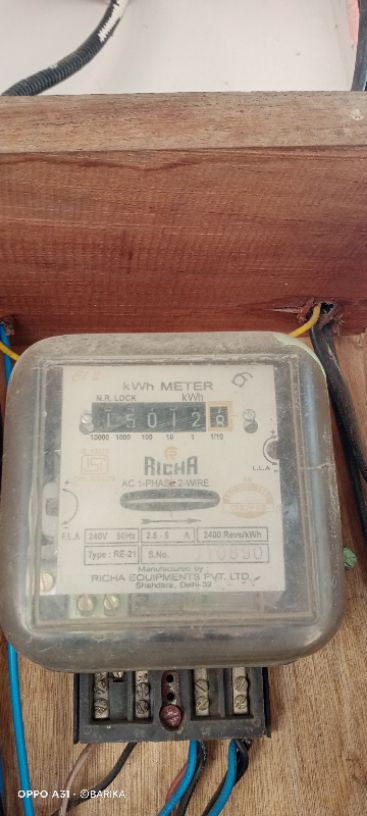 kWh METER
N.R. LOCK kWh
15012 8
10000 1000 100 10 1 1/10
RICHA
L.L.A
AC 1-PHASE 2-WIRE
F.L.A
240V 50Hz 2.5 - 5 A 2400 Revs/kWh
Type : RE-21 S.No.
Manufactured by
RICHA EQUIPMENTS PVT. LTD.
Shahdara, Delhi-32
OPPO A31 · ©BARIKA